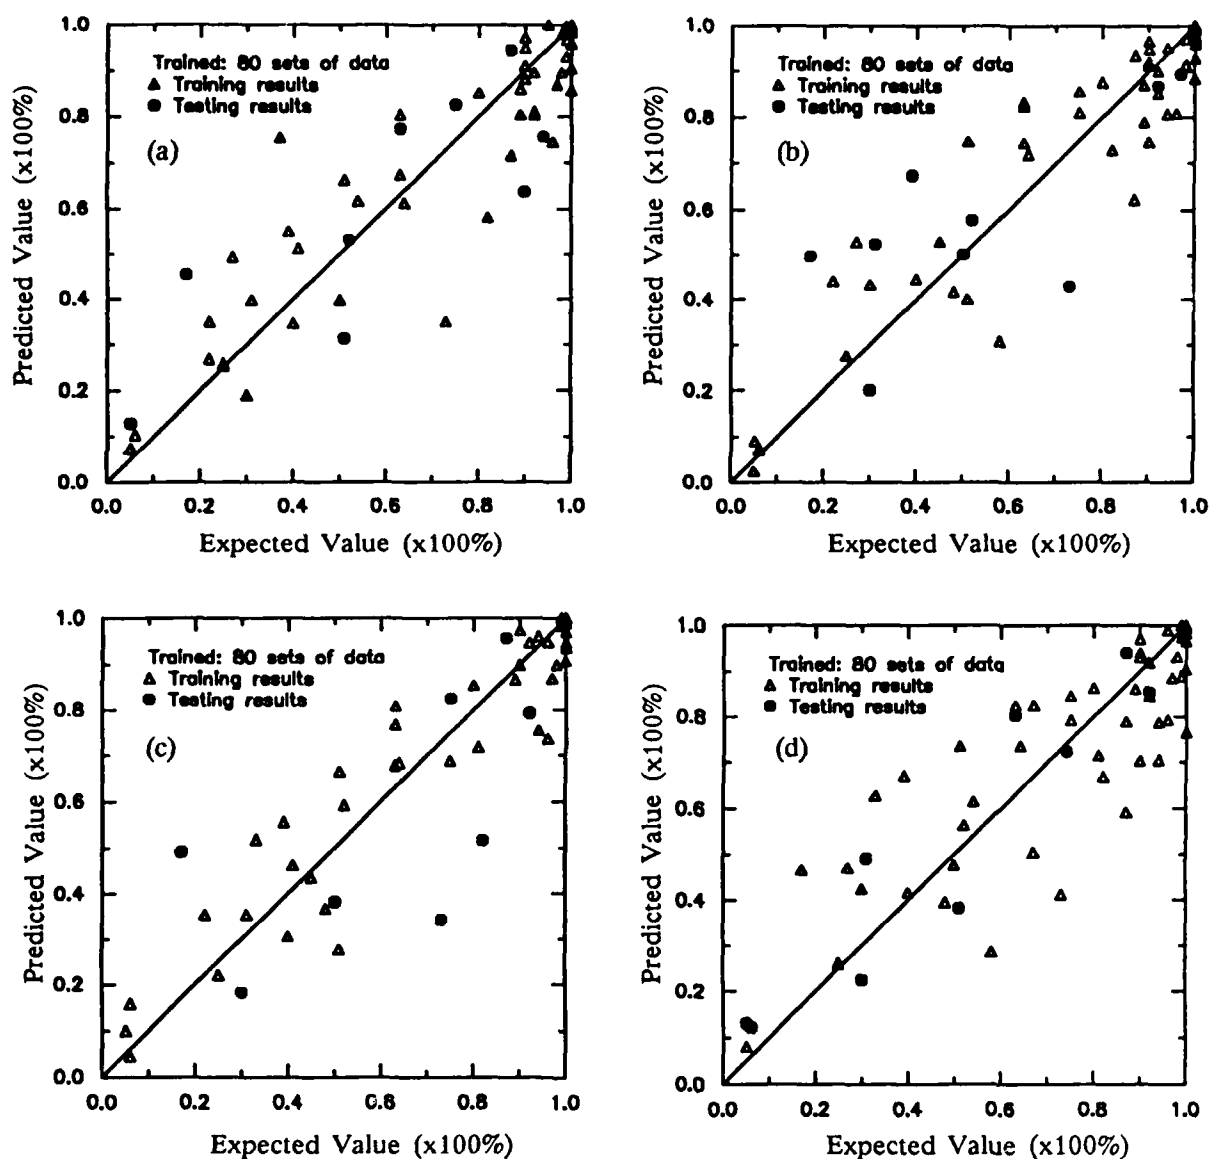 1.0
0.8
0.6
0.4
0.2
0.0
Predicted Value (x100%)
Trained: 80 sets of data
Training results
Testing results
(a)
0.0 0.2 0.4 0.6 0.8 1.0
Expected Value (x100%)
1.0
0.8
0.6
0.4
0.2
0.0
Predicted Value (x100%)
Trained: 80 sets of data
Training results
Testing results
(b)
0.0 0.2 0.4 0.6 0.8 1.0
Expected Value (x100%)
1.0
0.8
0.6
0.4
0.2
0.0
Predicted Value (x100%)
Trained: 80 sets of data
Training results
Testing results
(c)
0.0 0.2 0.4 0.6 0.8 1.0
Expected Value (x100%)
1.0
0.8
0.6
0.4
0.2
0.0
Predicted Value (x100%)
Trained: 80 sets of data
Training results
Testing results
(d)
0.0 0.2 0.4 0.6 0.8 1.0
Expected Value (x100%)